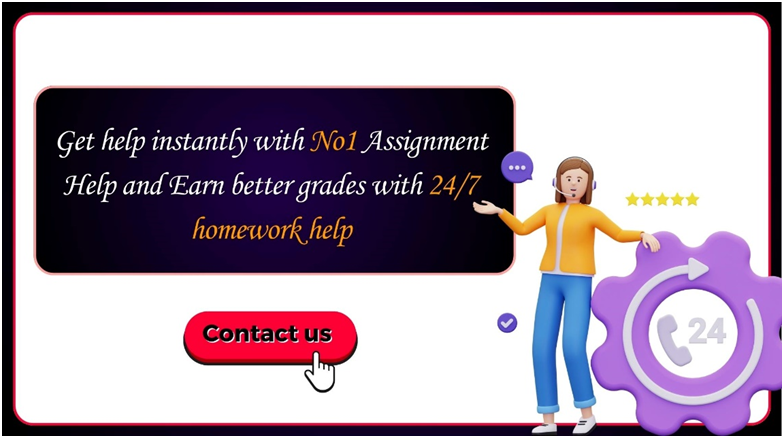 Get help instantly with No1 Assignment
Help and Earn better grades with 24/7
homework help
Contact us
24